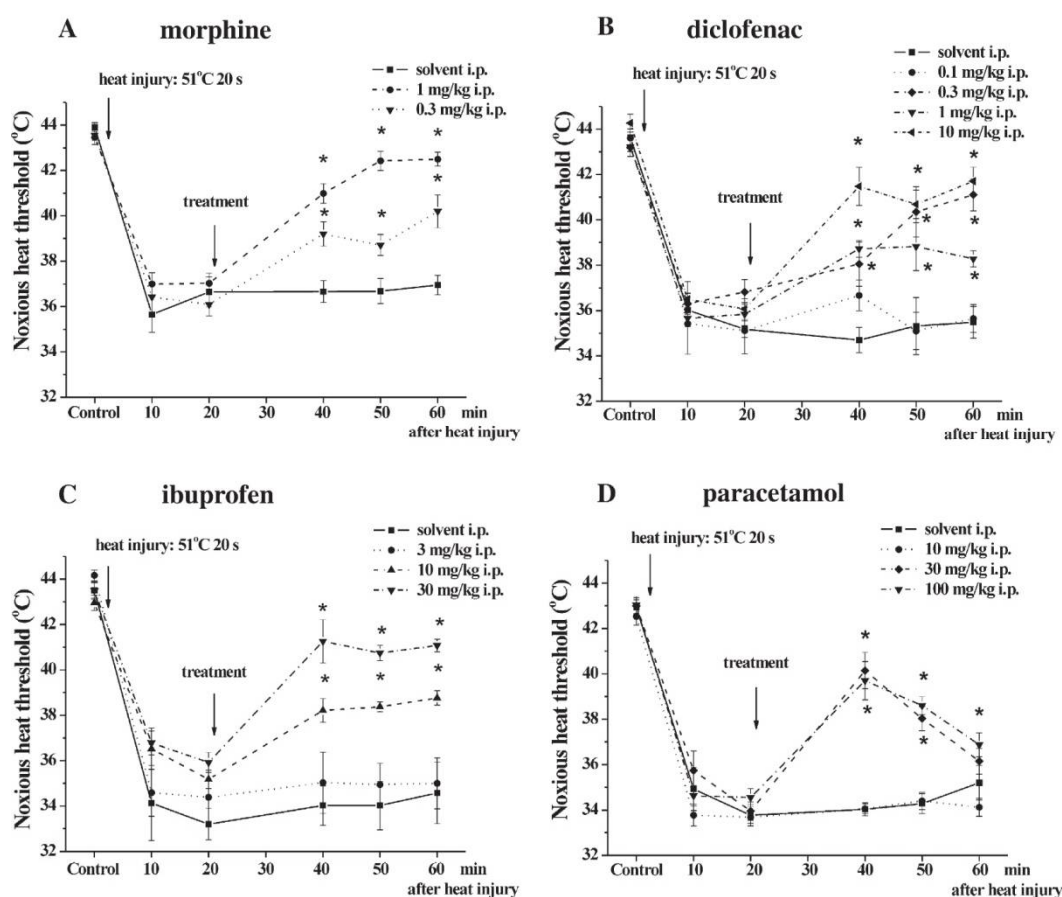 A morphine
heat injury: 51°C 20 s
solvent i.p.
1 mg/kg i.p.
0.3 mg/kg i.p.
Noxious heat threshold (°C)
44
42
40
38
36
34
32
treatment
* * *
* * *
Control 10 20 30 40 50 60 min
after heat injury
B diclofenac
heat injury: 51°C 20 s
solvent i.p.
0.1 mg/kg i.p.
0.3 mg/kg i.p.
1 mg/kg i.p.
10 mg/kg i.p.
Noxious heat threshold (°C)
44
42
40
38
36
34
32
treatment
* * *
* * *
* * *
Control 10 20 30 40 50 60 min
after heat injury
C ibuprofen
heat injury: 51°C 20 s
solvent i.p.
3 mg/kg i.p.
10 mg/kg i.p.
30 mg/kg i.p.
Noxious heat threshold (°C)
44
42
40
38
36
34
32
treatment
* * *
* * *
Control 10 20 30 40 50 60 min
after heat injury
D paracetamol
heat injury: 51°C 20 s
solvent i.p.
10 mg/kg i.p.
30 mg/kg i.p.
100 mg/kg i.p.
Noxious heat threshold (°C)
44
42
40
38
36
34
32
treatment
* * *
* *
Control 10 20 30 40 50 60 min
after heat injury